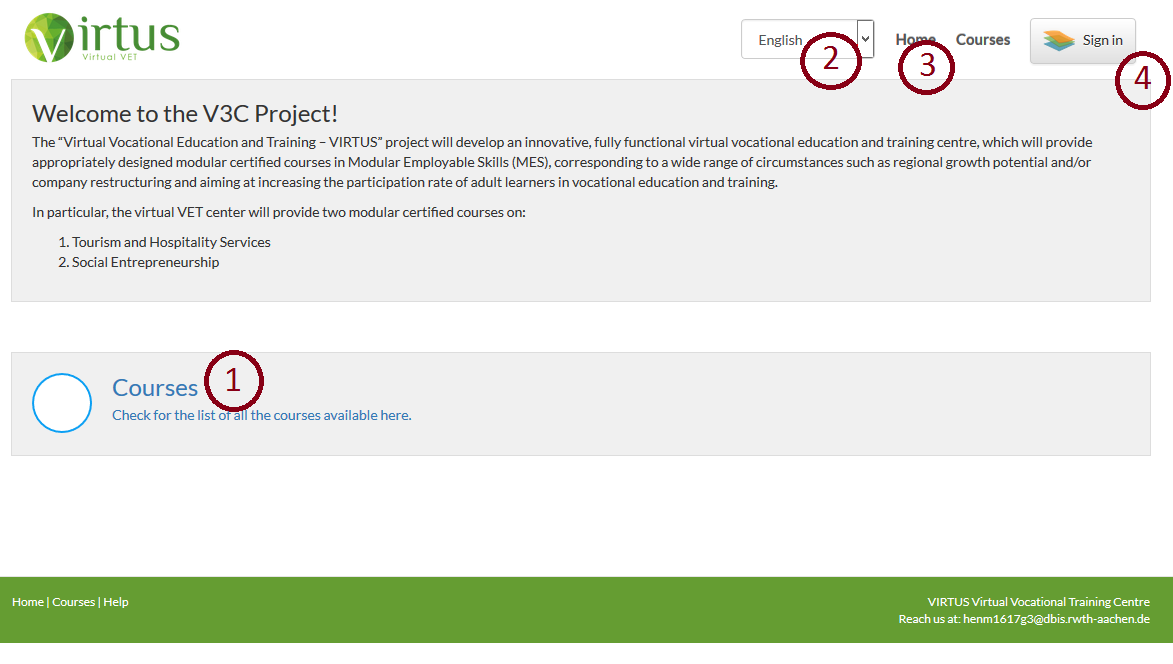 Virtus
Virtual VET
English
Home Courses
Sign in
2
3
4
Welcome to the V3C Project!
The “Virtual Vocational Education and Training – VIRTUS” project will develop an innovative, fully functional virtual vocational education and training centre, which will provide
appropriately designed modular certified courses in Modular Employable Skills (MES), corresponding to a wide range of circumstances such as regional growth potential and/or
company restructuring and aiming at increasing the participation rate of adult learners in vocational education and training.
In particular, the virtual VET center will provide two modular certified courses on:
1. Tourism and Hospitality Services
2. Social Entrepreneurship
Courses
1
Check for the list of all the courses available here.
Home | Courses | Help
VIRTUS Virtual Vocational Training Centre
Reach us at: henm1617g3@dbis.rwth-aachen.de